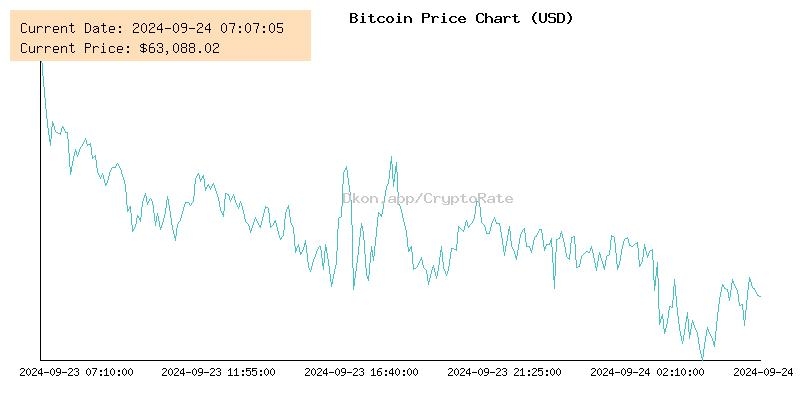 Bitcoin Price Chart (USD)
Current Date: 2024-09-24 07:07:05
Current Price: $63,088.02
Okon.app/CryptoRate
2024-09-23 07:10:00 2024-09-23 11:55:00 2024-09-23 16:40:00 2024-09-23 21:25:00 2024-09-24 02:10:00 2024-09-24